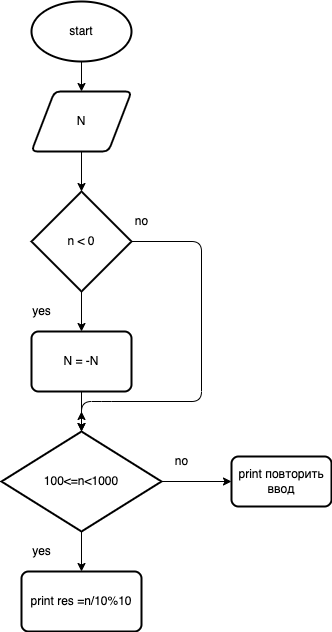 start
N
no
n < 0
yes
N = -N
no
100<=n<1000
print повторить
ввод
yes
print res =n/10%10